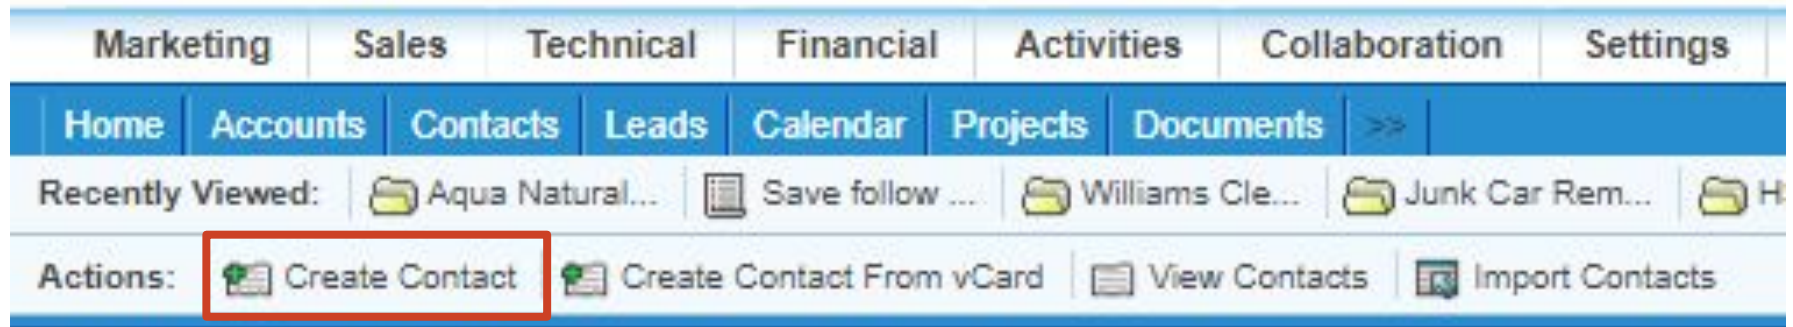 Marketing Sales Technical Financial Activities Collaboration Settings
Home Accounts Contacts Leads Calendar Projects Documents >>
Recently Viewed: Aqua Natural... Save follow ... Williams Cle... Junk Car Rem...
Actions: Create Contact Create Contact From vCard View Contacts Import Contacts